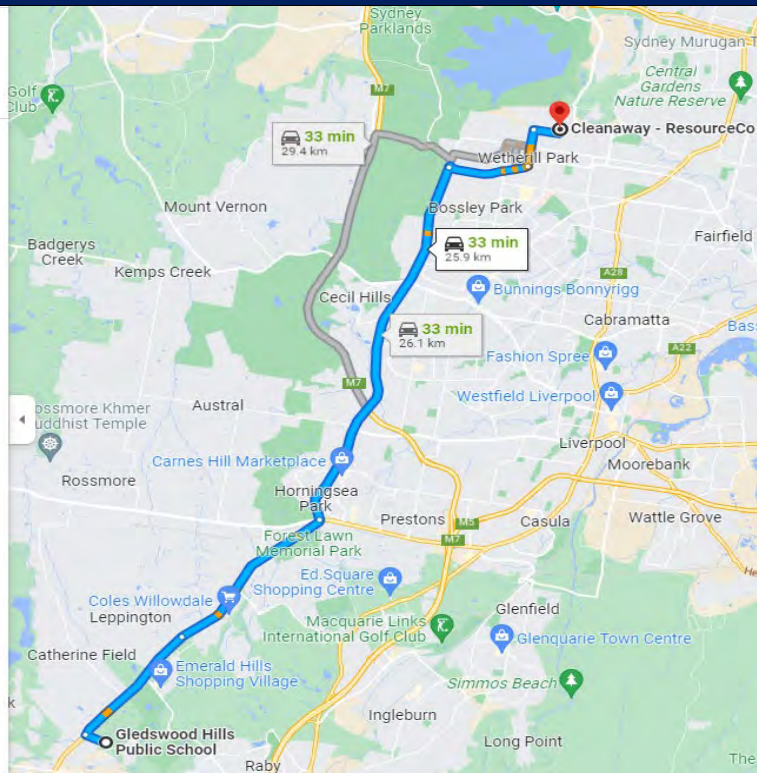 Sydney
Parklands
Sydney Murugan T
Golf
Club
M7
Central
Gardens
Nature Reserve
33 min
29.4 km
Cleanaway - ResourceCo
Wetherill Park
Mount Vernon
Bossley Park
Badgerys
Creek
33 min
25.9 km
Fairfield
Kemps Creek
A28
Cecil Hills
Bunnings Bonnyrigg
33 min
26.1 km
Cabramatta
Bass
Fashion Spree
A22
M7
Westfield Liverpool
Austral
ossmore Khmer
uddhist Temple
Liverpool
Carnes Hill Marketplace
Moorebank
Rossmore
Horningsea
Park
Prestons
M5
Casula
Wattle Grove
Forest Lawn
Memorial Park
M7
Ed.Square
Shopping Centre
He
Coles Willowdale
Leppington
Glenfield
Macquarie Links
International Golf Club
Glenquarie Town Centre
Catherine Field
Emerald Hills
Shopping Village
Simmos Beach
k
Gledswood Hills
Public School
Ingleburn
Long Point
Raby
The